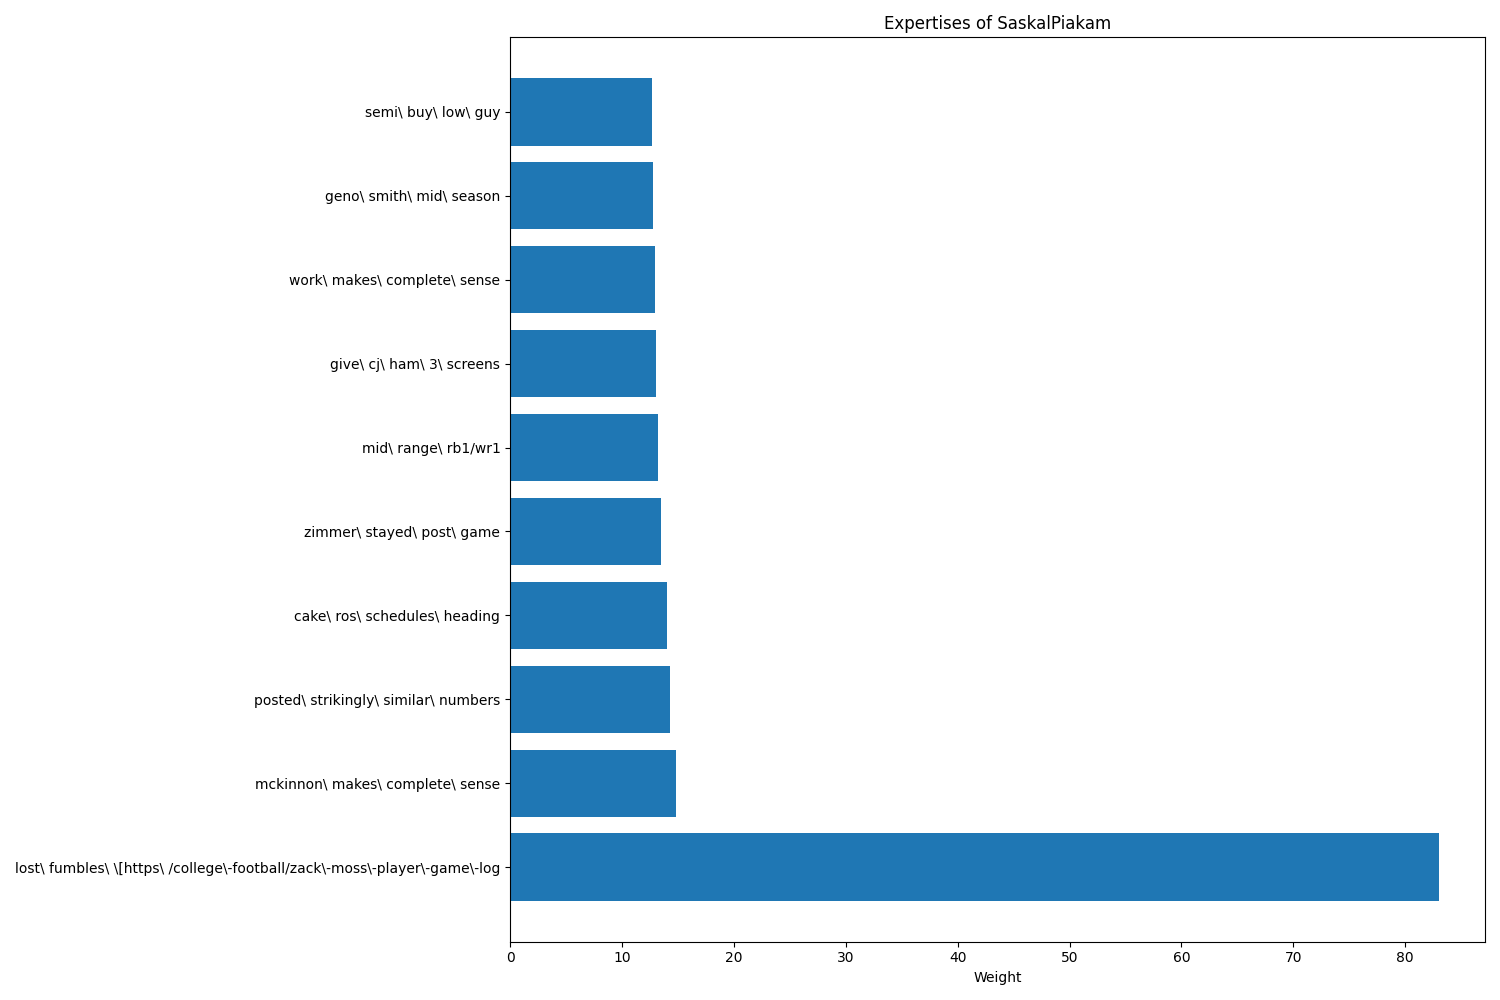 Expertises of SaskalPiakam
semi\ buy\ low\ guy
geno\ smith\ mid\ season
work\ makes\ complete\ sense
give\ cj\ ham\ 3\ screens
mid\ range\ rb1/wr1
zimmer\ stayed\ post\ game
cake\ ros\ schedules\ heading
posted\ strikingly\ similar\ numbers
mckinnon\ makes\ complete\ sense
lost\ fumbles\ \[https\ /college\-football/zack\-moss\-player\-game\-log
0 10 20 30 40 50 60 70 80
Weight